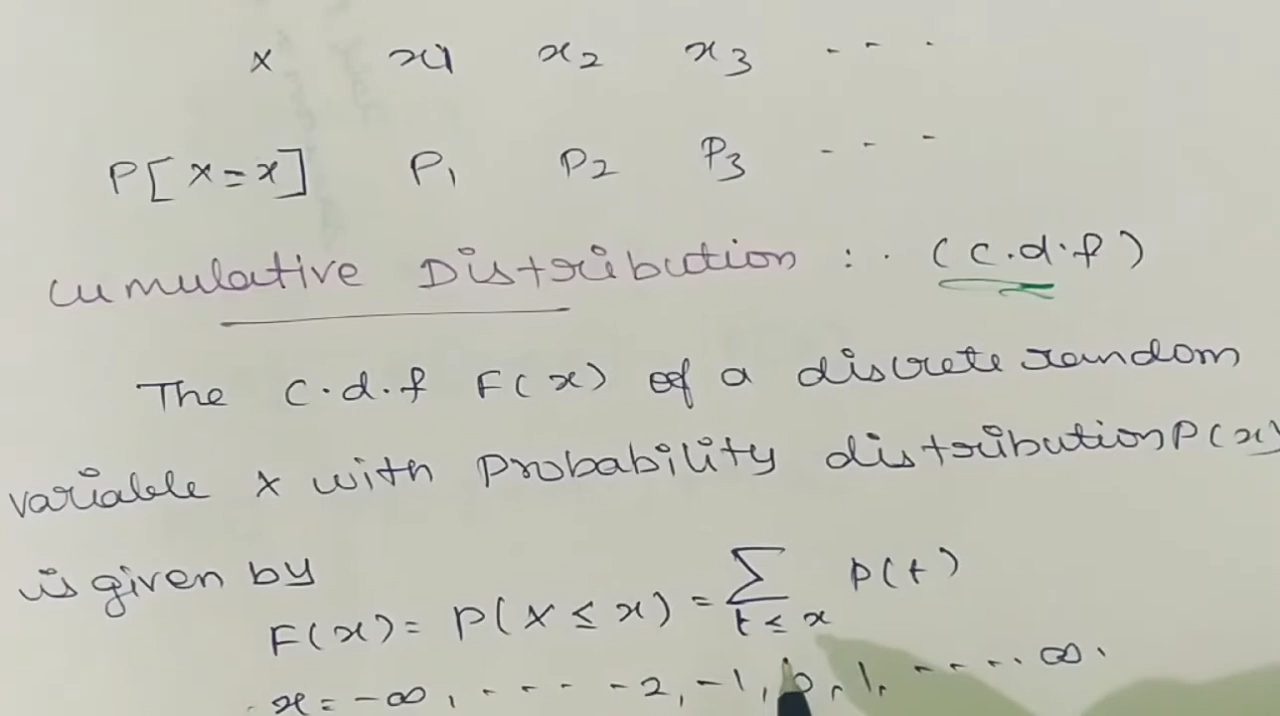 x x1 x2 x3 - - -
P[x=x] P1 P2 P3 - - -
Cumulative Distribution : . (c.d.f)
The c.d.f F(x) of a discrete random
variable x with Probability distribution P(x)
is given by
F(x) = P(X ≤ x) = Σ t ≤ x P(t)
x = -∞, - - - - -2, -1, 0, 1, - - - - ∞.